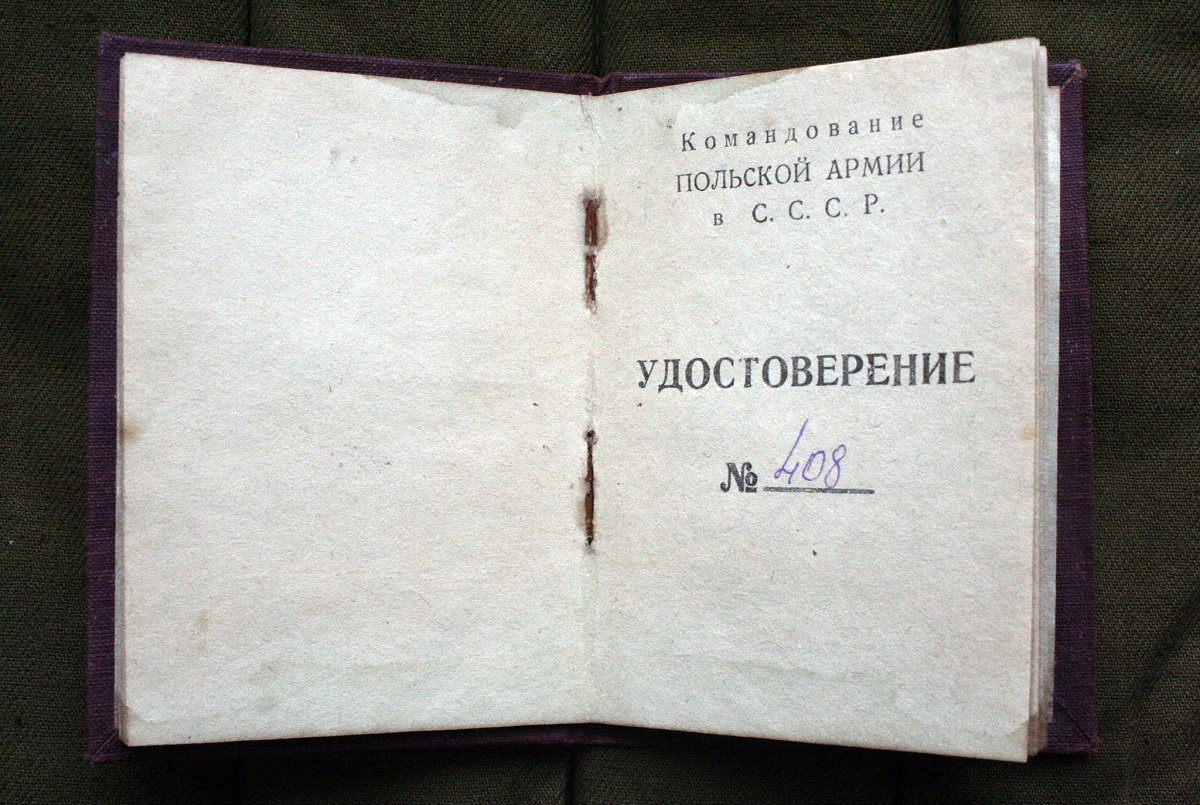 Командование
ПОЛЬСКОЙ АРМИИ
в С. С. С. Р.
УДОСТОВЕРЕНИЕ
№ 408